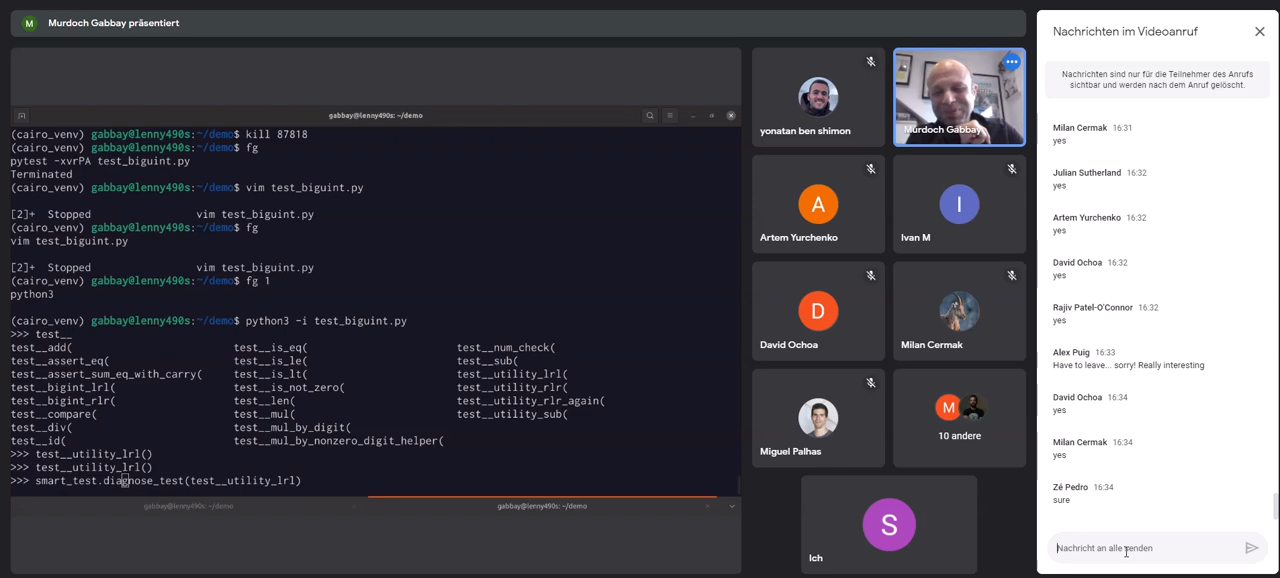 M Murdoch Gabbay präsentiert
gabbay@lenny490s: ~/demo
(cairo_venv) gabbay@lenny490s:~/demo$ kill 87818
(cairo_venv) gabbay@lenny490s:~/demo$ fg
pytest -xvrPA test_biguint.py
Terminated
(cairo_venv) gabbay@lenny490s:~/demo$ vim test_biguint.py
[2]+  Stopped                 vim test_biguint.py
(cairo_venv) gabbay@lenny490s:~/demo$ fg
vim test_biguint.py
[2]+  Stopped                 vim test_biguint.py
(cairo_venv) gabbay@lenny490s:~/demo$ fg 1
python3
(cairo_venv) gabbay@lenny490s:~/demo$ python3 -i test_biguint.py
>>> test__
test__add( test__is_eq( test__num_check(
test__assert_eq( test__is_le( test__sub(
test__assert_sum_eq_with_carry( test__is_lt( test__utility_lrl(
test__bigint_lrl( test__is_not_zero( test__utility_rlr(
test__bigint_rlr( test__len( test__utility_rlr_again(
test__compare( test__mul( test__utility_sub(
test__div( test__mul_by_digit(
test__id( test__mul_by_nonzero_digit_helper(
>>> test__utility_lrl()
>>> test__utility_lrl()
>>> smart_test.diagnose_test(test__utility_lrl)
gabbay@lenny490s: ~/demo
gabbay@lenny490s: ~/demo
yonatan ben shimon
Murdoch Gabbay
A
Artem Yurchenko
I
Ivan M
D
David Ochoa
Milan Cermak
Miguel Palhas
M
10 andere
S
Ich
Nachrichten im Videoanruf
Nachrichten sind nur für die Teilnehmer des Anrufs
sichtbar und werden nach dem Anruf gelöscht.
Milan Cermak 16:31
yes
Julian Sutherland 16:32
yes
Artem Yurchenko 16:32
yes
David Ochoa 16:32
yes
Rajiv Patel-O'Connor 16:32
yes
Alex Puig 16:33
Have to leave... sorry! Really interesting
David Ochoa 16:34
yes
Milan Cermak 16:34
yes
Zé Pedro 16:34
sure
Nachricht an alle senden